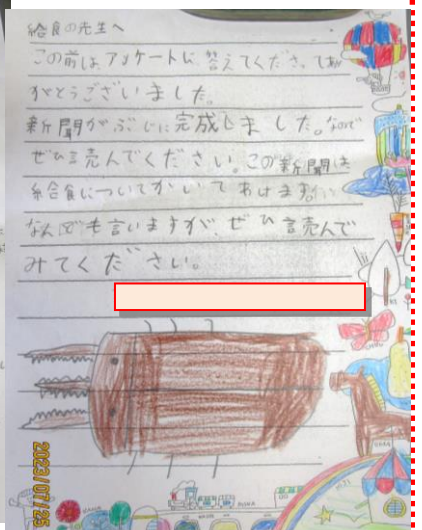 給食の先生へ
この前は、アンケートに答えてくださってあり
がとうございました。
新聞がぶじに完成しました。なので
ぜひ読んでください。この新聞は
給食についてかいてあります。
なん回も言いますが、ぜひ読んで
みてください。
2023/07/25